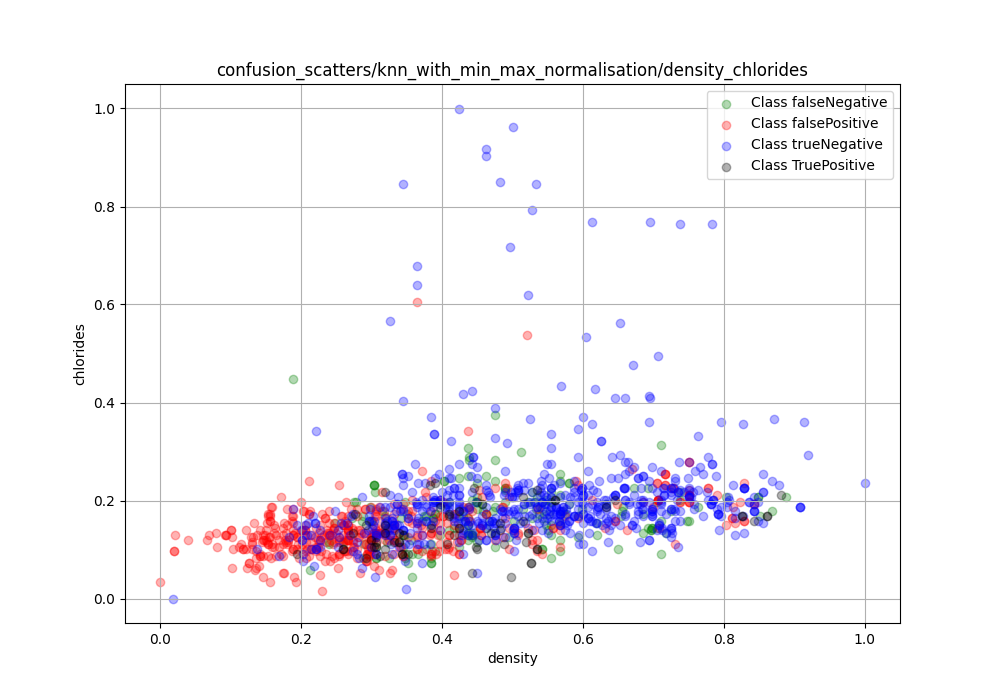 confusion_scatters/knn_with_min_max_normalisation/density_chlorides
Class falseNegative
Class falsePositive
Class trueNegative
Class TruePositive
1.0
0.8
0.6
0.4
0.2
0.0
chlorides
0.0 0.2 0.4 0.6 0.8 1.0
density